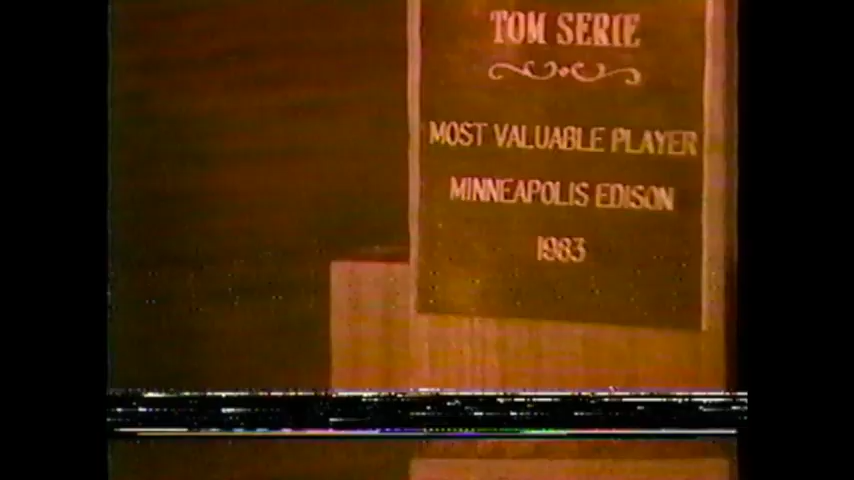 TOM SERIE
MOST VALUABLE PLAYER
MINNEAPOLIS EDISON
1983